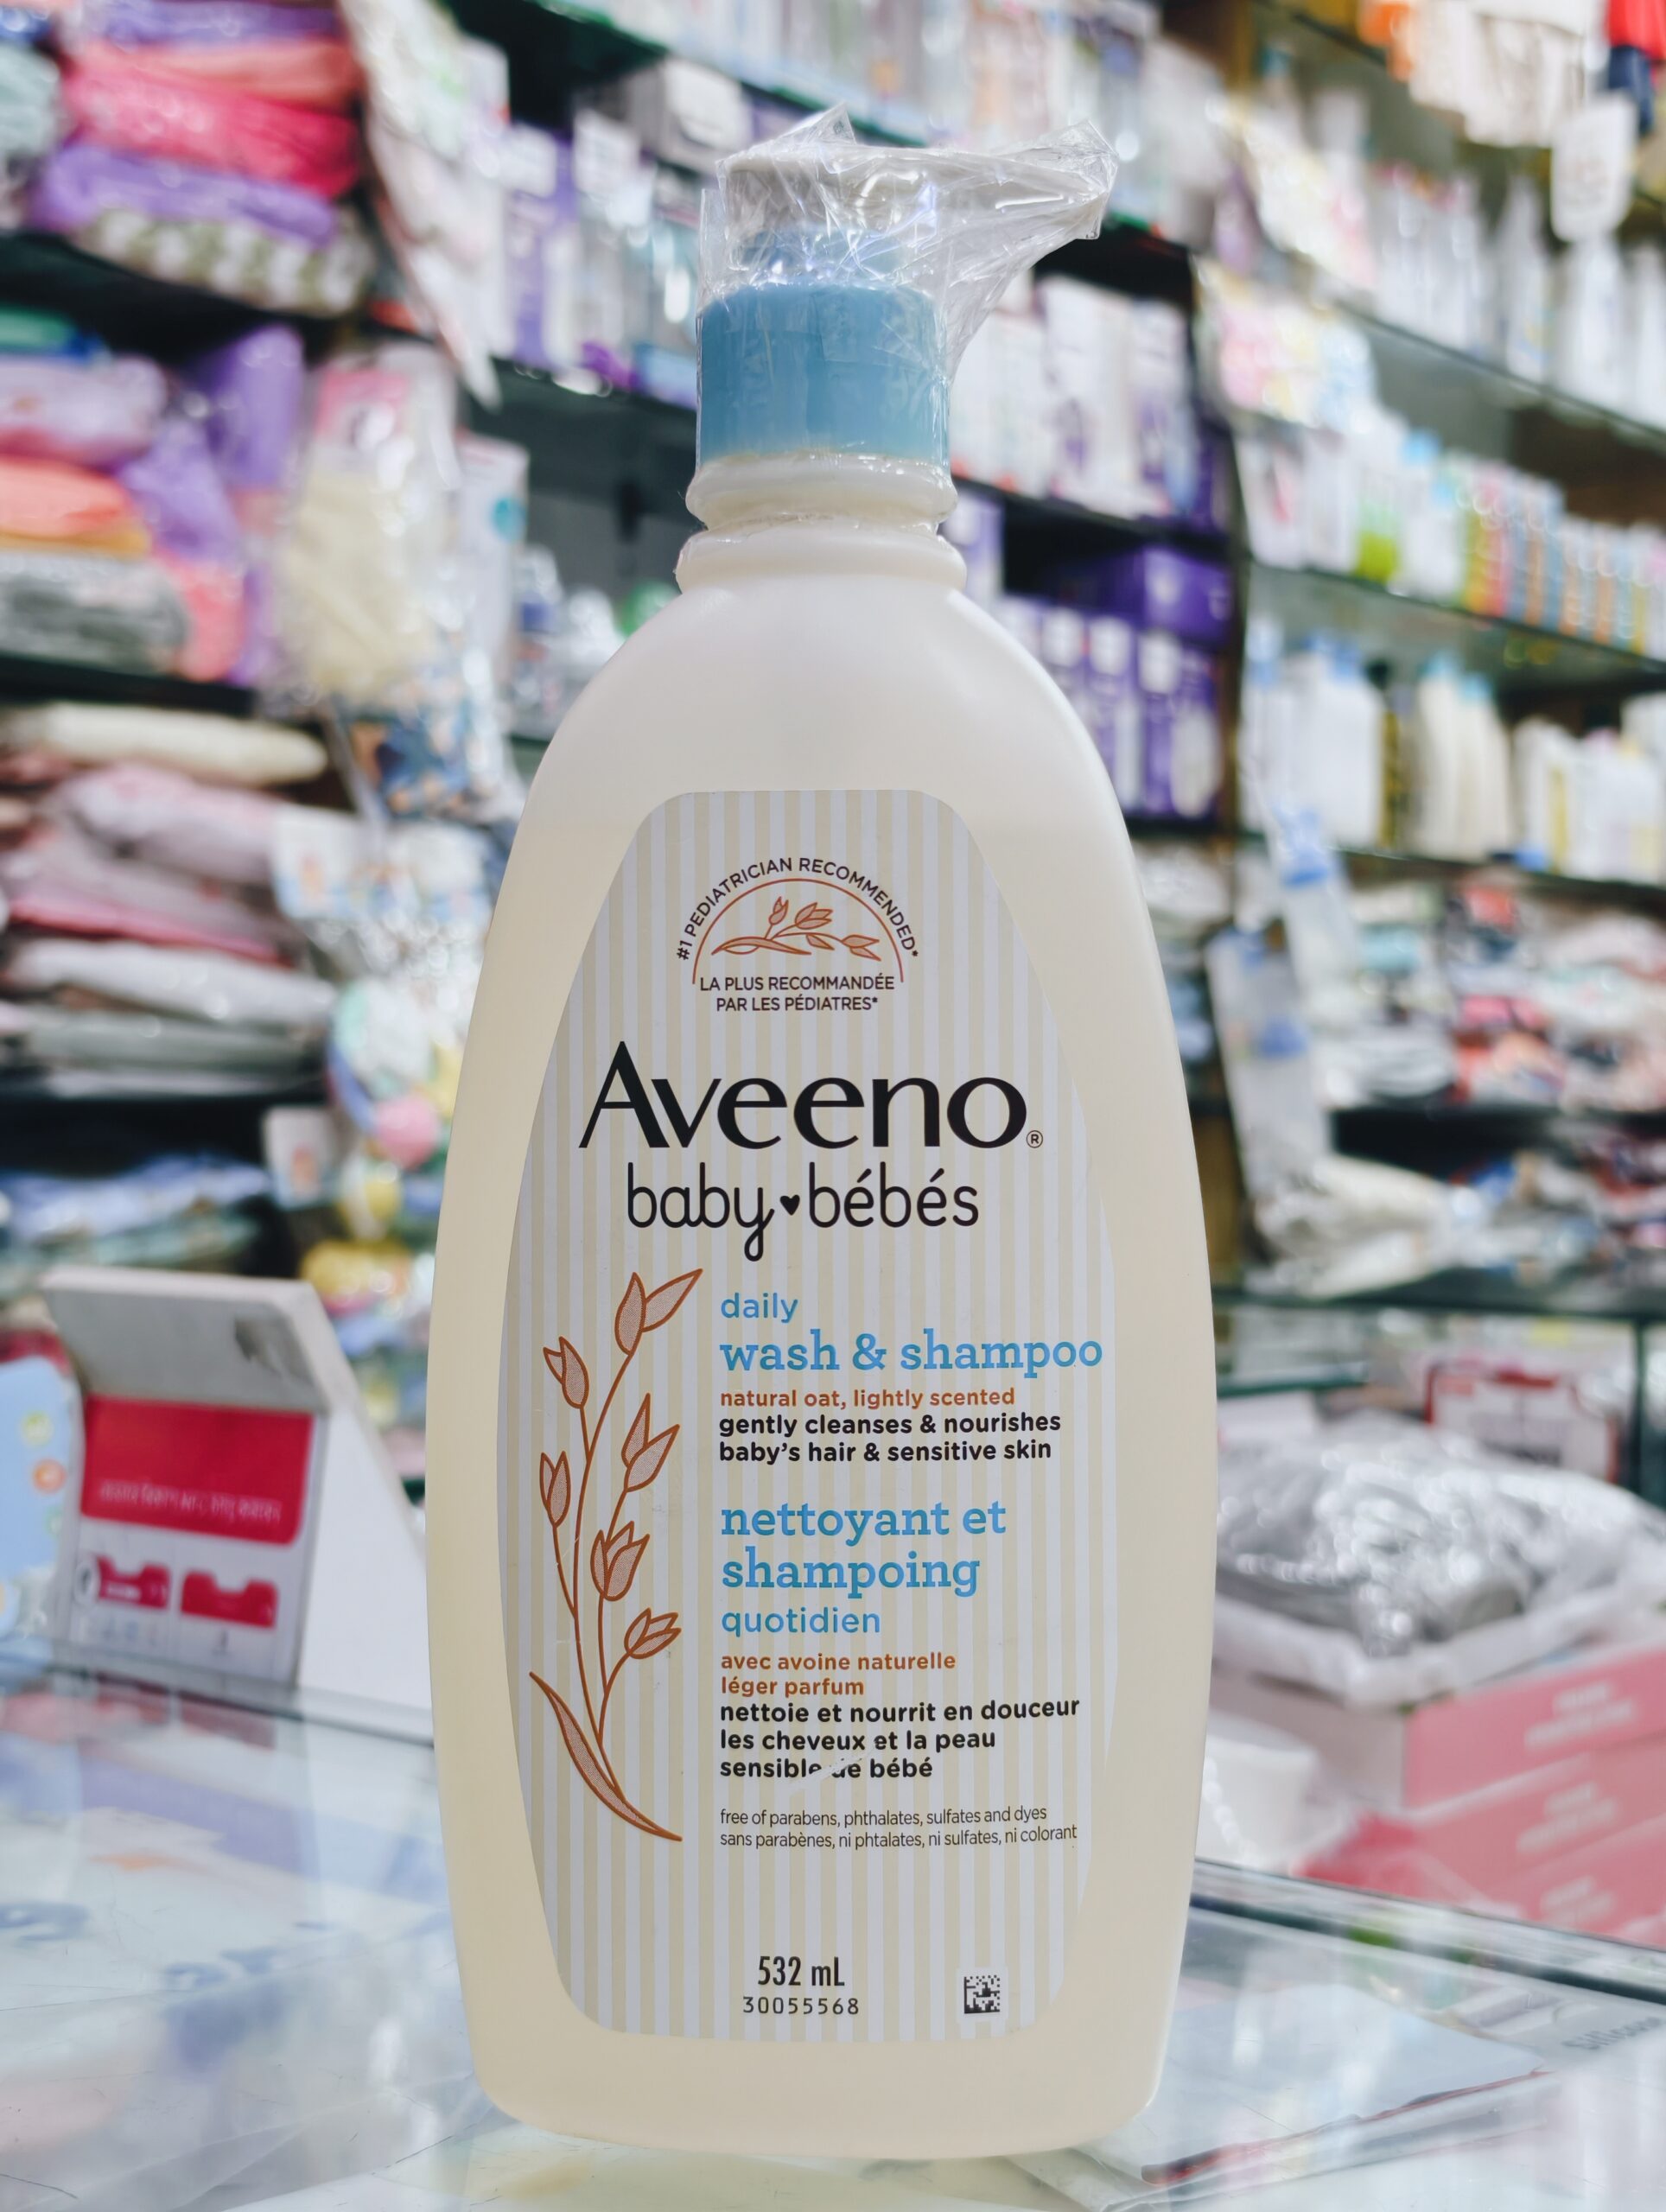 #1 PEDIATRICIAN RECOMMENDED*
LA PLUS RECOMMANDÉE
PAR LES PÉDIATRES*
Aveeno®
baby♥bébés
daily
wash & shampoo
natural oat, lightly scented
gently cleanses & nourishes
baby's hair & sensitive skin
nettoyant et
shampoing
quotidien
avec avoine naturelle
léger parfum
nettoie et nourrit en douceur
les cheveux et la peau
sensible de bébé
free of parabens, phthalates, sulfates and dyes
sans parabènes, ni phtalates, ni sulfates, ni colorant
532 mL
30055568